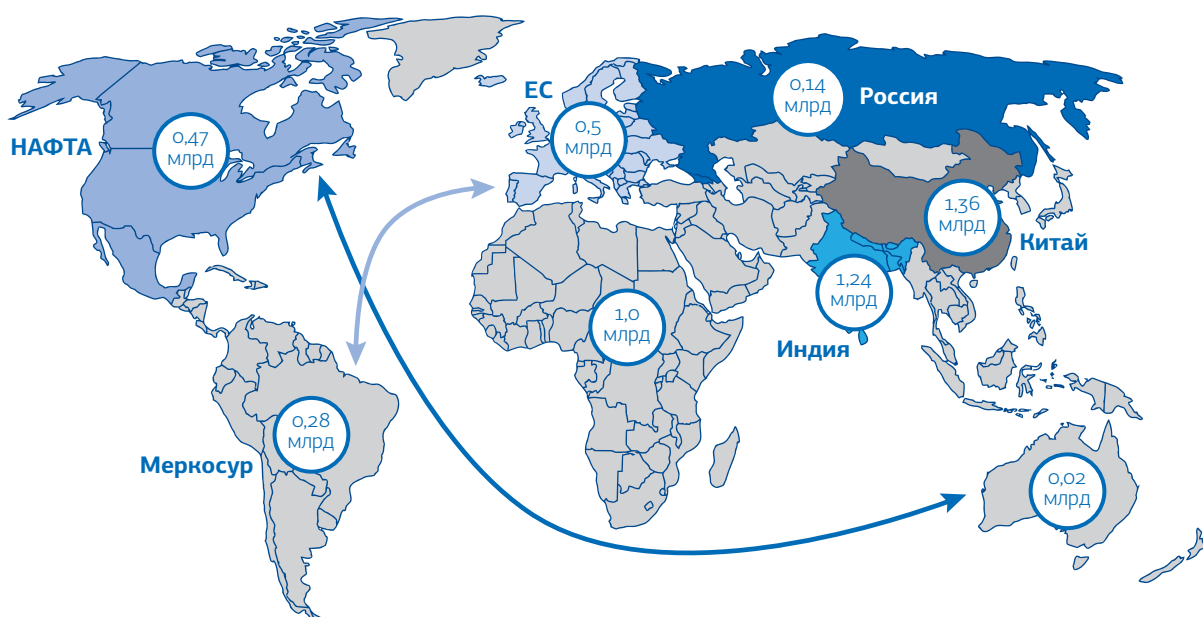 ЕС
0,14
млрд
Россия
НАФТА
0,47
млрд
0,5
млрд
1,36
млрд
Китай
1,24
млрд
Индия
1,0
млрд
0,28
млрд
Меркосур
0,02
млрд